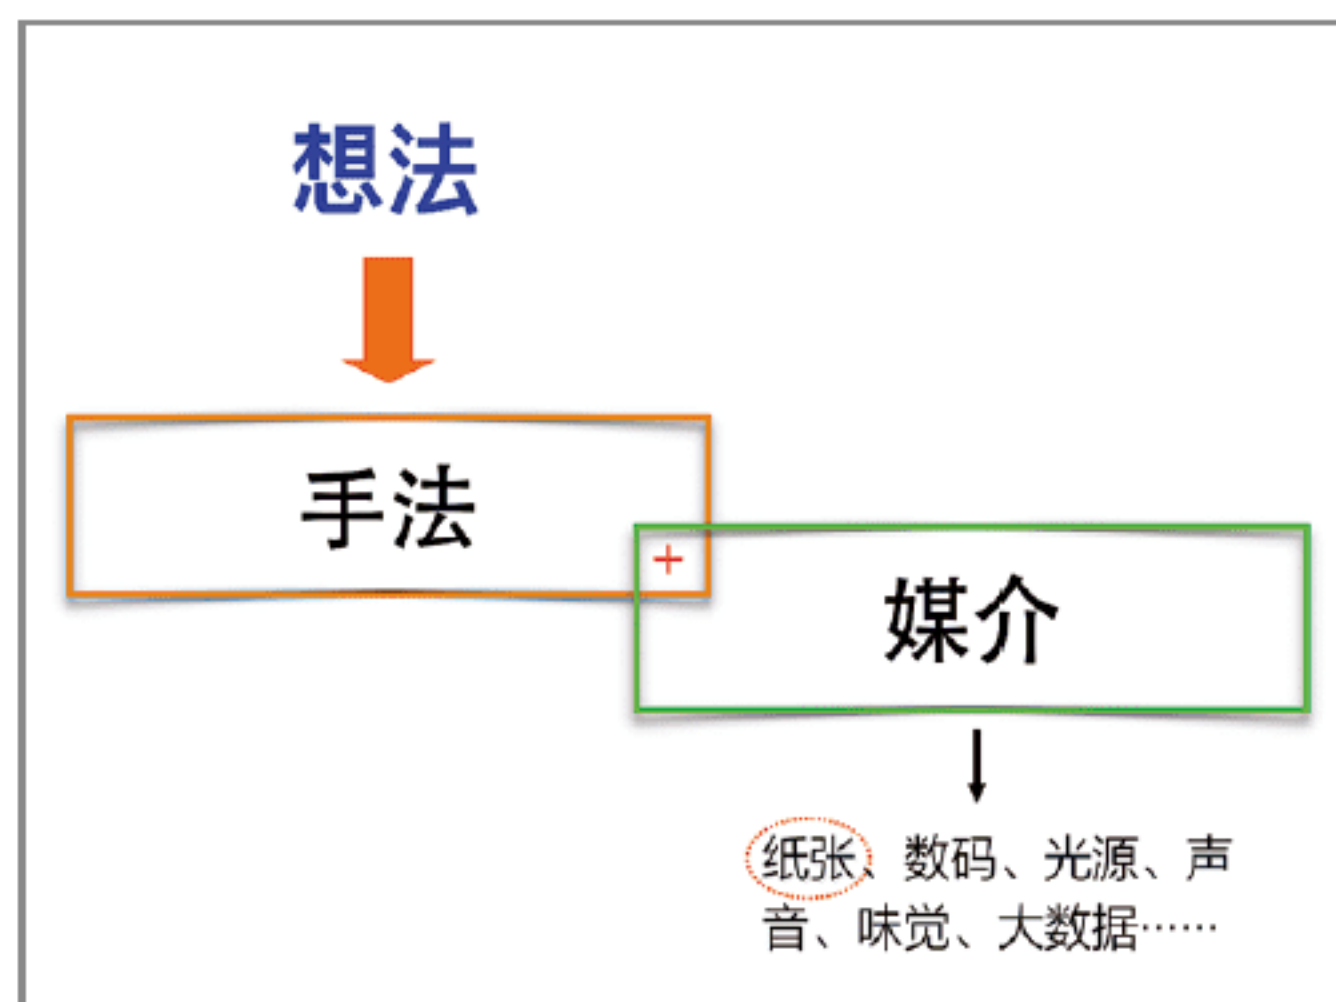 想法
手法
+
媒介
纸张、数码、光源、声
音、味觉、大数据……